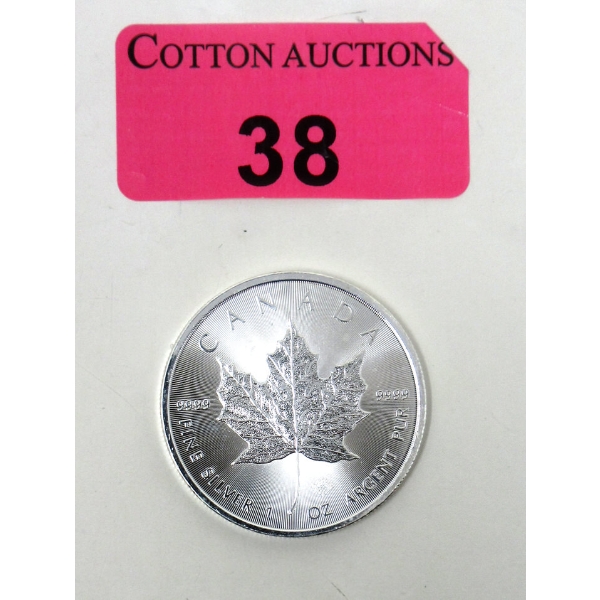 COTTON AUCTIONS
38
CANADA
9999 9999
FINE SILVER 1 OZ ARGENT PUR